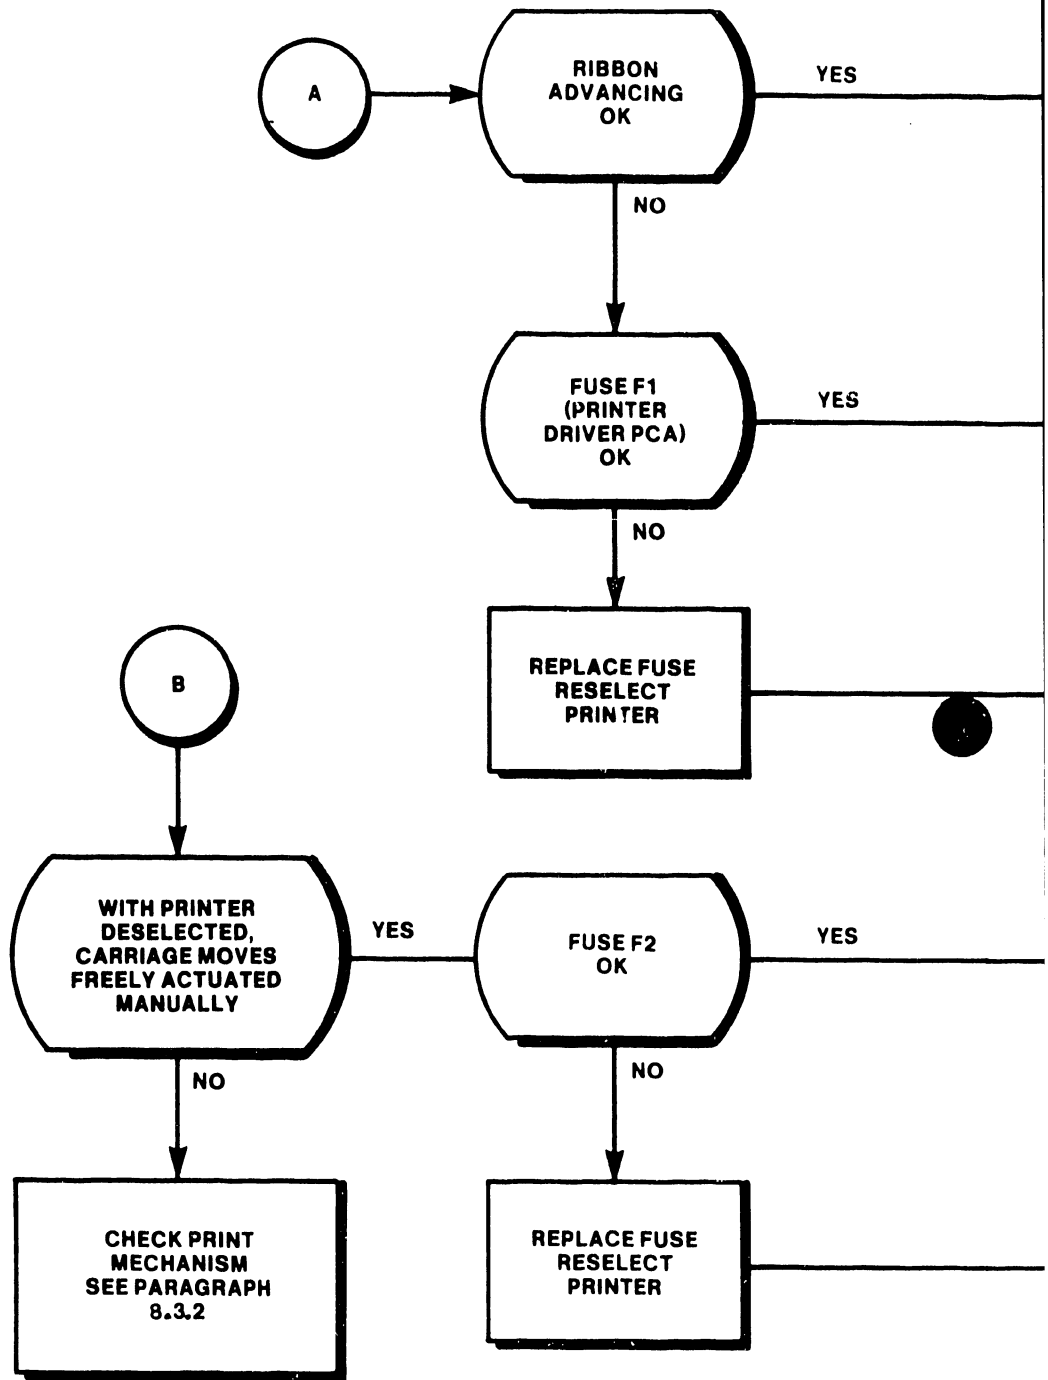 A
RIBBON
ADVANCING
OK
YES
NO
FUSE F1
(PRINTER
DRIVER PCA)
OK
YES
NO
REPLACE FUSE
RESELECT
PRINTER
B
WITH PRINTER
DESELECTED,
CARRIAGE MOVES
FREELY ACTUATED
MANUALLY
YES
NO
FUSE F2
OK
YES
NO
CHECK PRINT
MECHANISM
SEE PARAGRAPH
8.3.2
REPLACE FUSE
RESELECT
PRINTER